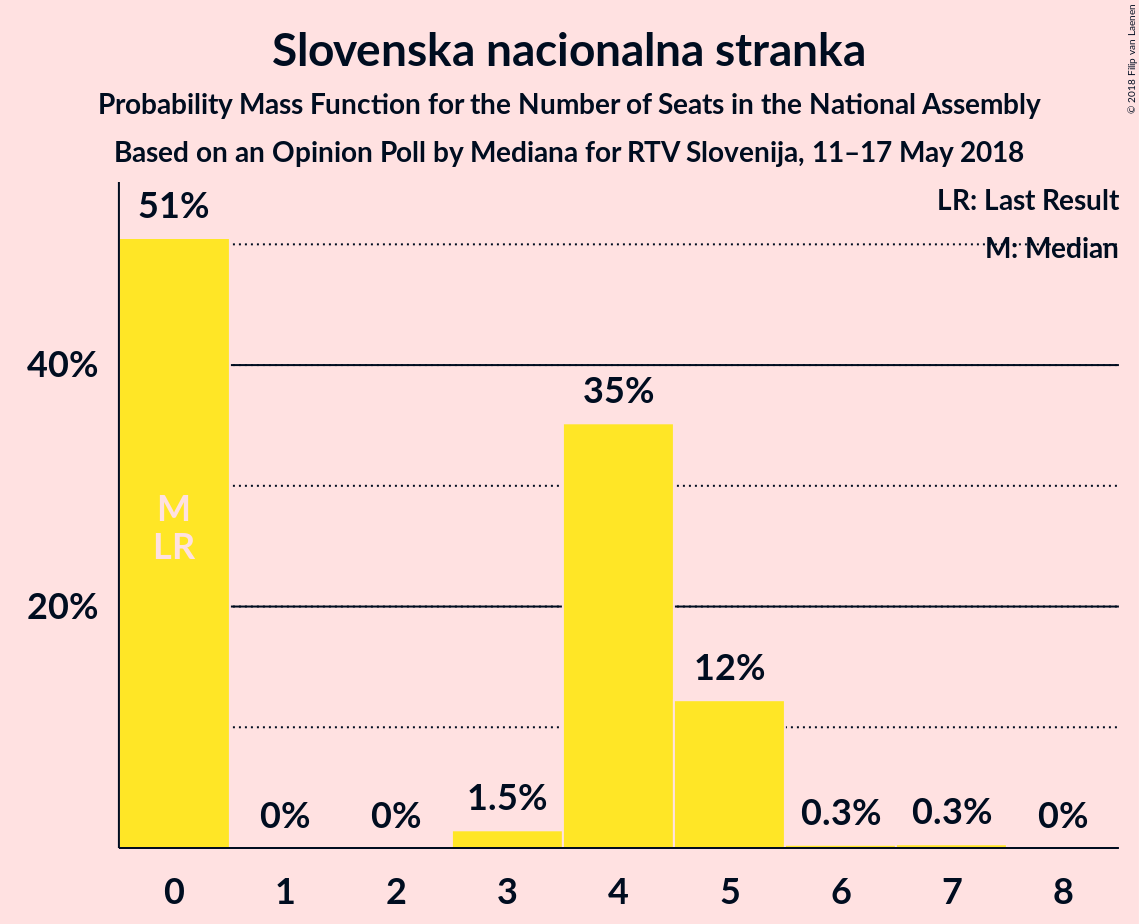 Slovenska nacionalna stranka
Probability Mass Function for the Number of Seats in the National Assembly
Based on an Opinion Poll by Mediana for RTV Slovenija, 11–17 May 2018
© 2018 Filip van Laenen
LR: Last Result
M: Median
51%
40%
35%
M
LR
20%
12%
1.5%
0%
0%
0.3%
0.3%
0%
0 1 2 3 4 5 6 7 8